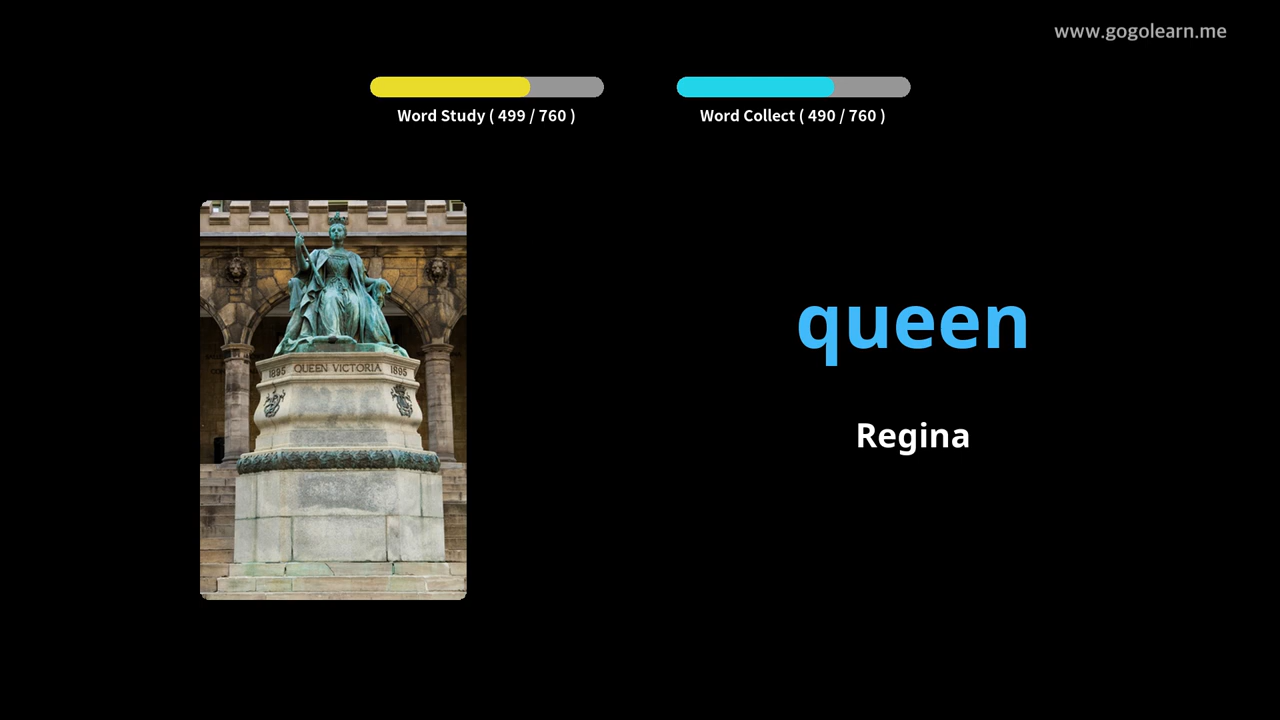 www.gogolearn.me
Word Study ( 499 / 760 )
Word Collect ( 490 / 760 )
1895 QUEEN VICTORIA 1895
queen
Regina